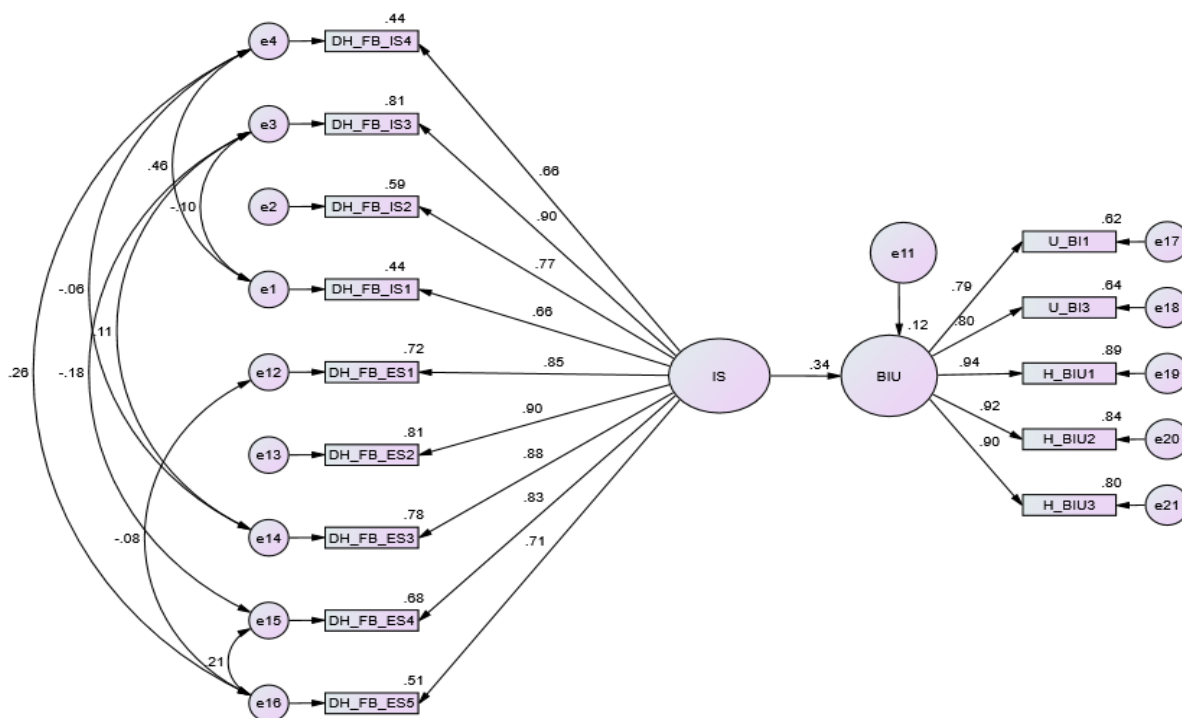 .44
e4
DH_FB_IS4
.81
e3
DH_FB_IS3
.46
-.10
.66
.59
e2
DH_FB_IS2
.90
.62
U_BI1
e17
e11
.77
.44
e1
DH_FB_IS1
-.06
.79
.64
U_BI3
e18
.66
.11
.12
.80
.72
e12
DH_FB_ES1
.85
.26
-.18
IS
.34
BIU
.94
.89
H_BIU1
e19
.90
.92
.84
H_BIU2
e20
.81
e13
DH_FB_ES2
.88
.90
.80
H_BIU3
e21
.78
e14
DH_FB_ES3
-.08
.83
.71
.68
e15
DH_FB_ES4
.21
.51
e16
DH_FB_ES5